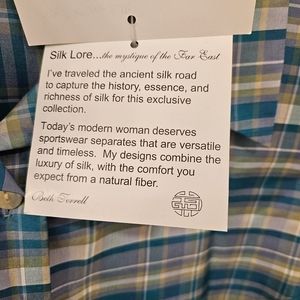 Silk Lore...the mystique of the Far East
I've traveled the ancient silk road
to capture the history, essence, and
richness of silk for this exclusive
collection.
Today's modern woman deserves
sportswear separates that are versatile
and timeless. My designs combine the
luxury of silk, with the comfort you
expect from a natural fiber.
Beth Terrell